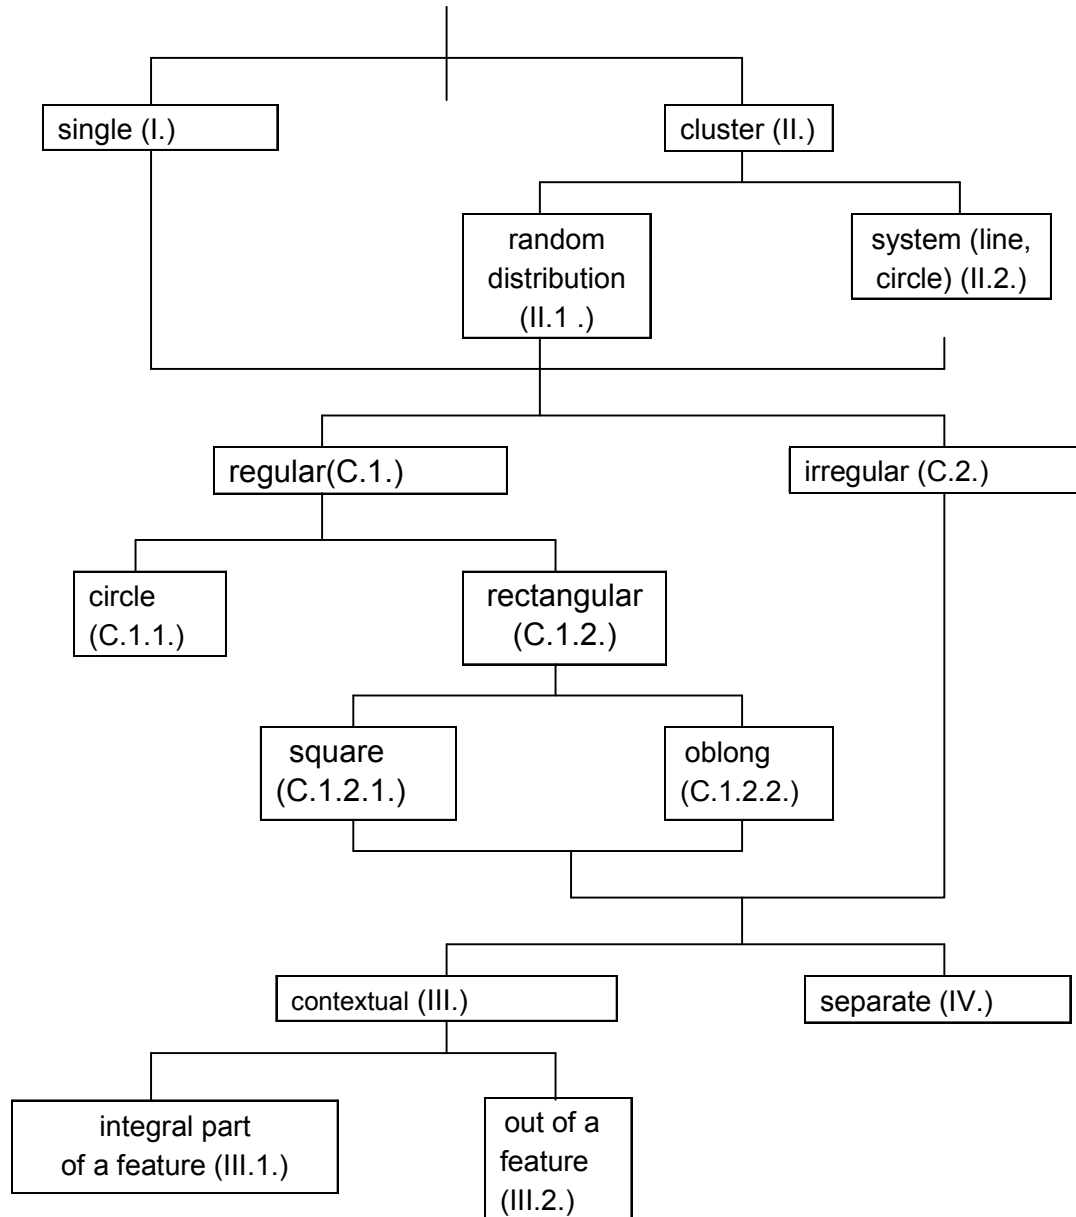 single (I.)
cluster (II.)
random
distribution
(II.1 .)
system (line,
circle) (II.2.)
regular(C.1.)
irregular (C.2.)
circle
(C.1.1.)
rectangular
(C.1.2.)
square
(C.1.2.1.)
oblong
(C.1.2.2.)
contextual (III.)
separate (IV.)
integral part
of a feature (III.1.)
out of a
feature
(III.2.)